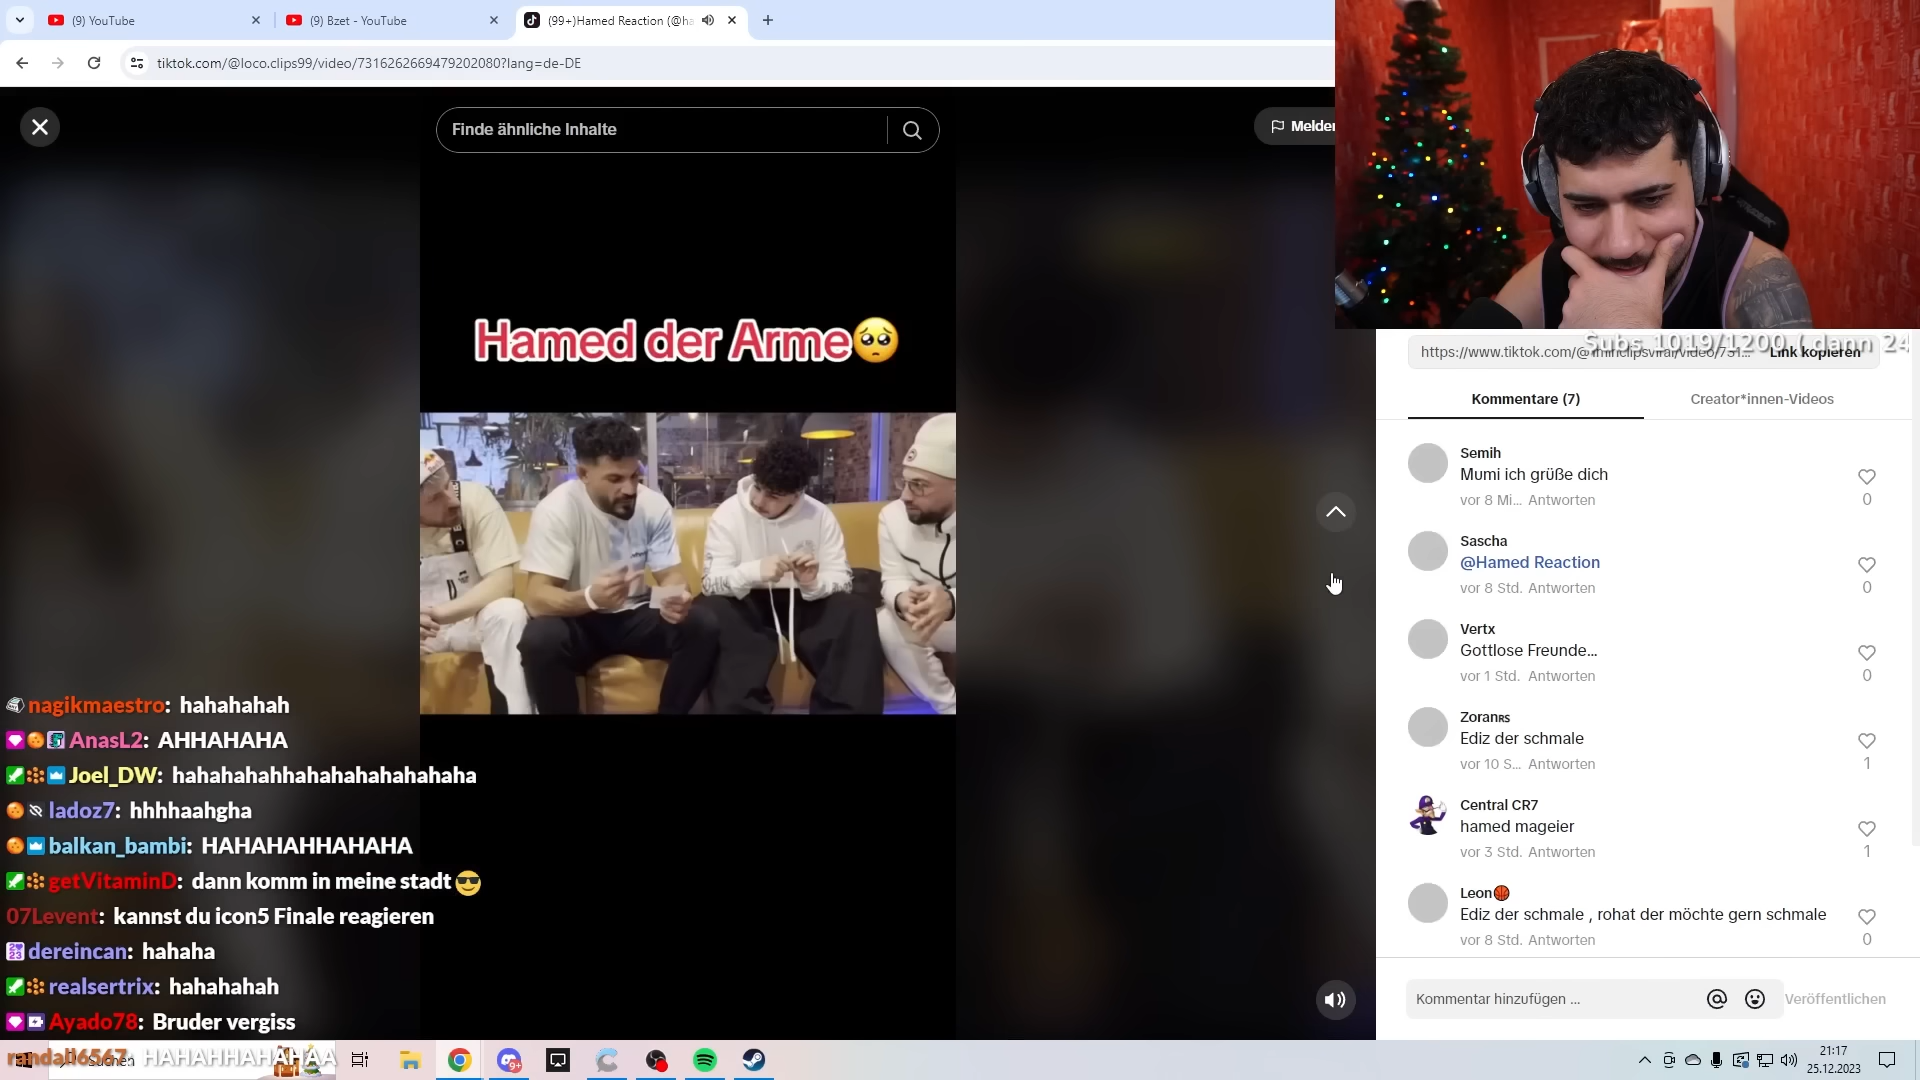 (9) YouTube
(9) Bzet - YouTube
(99+)Hamed Reaction (@ha
tiktok.com/@loco.clips99/video/7316262669479202080?lang=de-DE
Finde ähnliche Inhalte
Melden
Hamed der Arme🥺
Subs 1019/1200 ( dann 24
Link kopieren
Kommentare (7)
Creator*innen-Videos
Semih
Mumi ich grüße dich
vor 8 Mi... Antworten
0
Sascha
@Hamed Reaction
vor 8 Std. Antworten
0
Vertx
Gottlose Freunde...
vor 1 Std. Antworten
0
Zoranʀs
Ediz der schmale
vor 10 S... Antworten
1
Central CR7
hamed mageier
vor 3 Std. Antworten
1
Leon🏀
Ediz der schmale , rohat der möchte gern schmale
vor 8 Std. Antworten
0
Kommentar hinzufügen ...
Veröffentlichen
nagikmaestro: hahahahah
AnasL2: AHHAHAHA
Joel_DW: hahahahahhahahahahahahaha
ladoz7: hhhhaahgha
balkan_bambi: HAHAHAHHAHAHA
getVitaminD: dann komm in meine stadt😎
07Levent: kannst du icon5 Finale reagieren
dereincan: hahaha
realsertrix: hahahahah
Ayado78: Bruder vergiss
randall6567: HAHAHHAHAHAA
Suchen
9+
21:17
25.12.2023